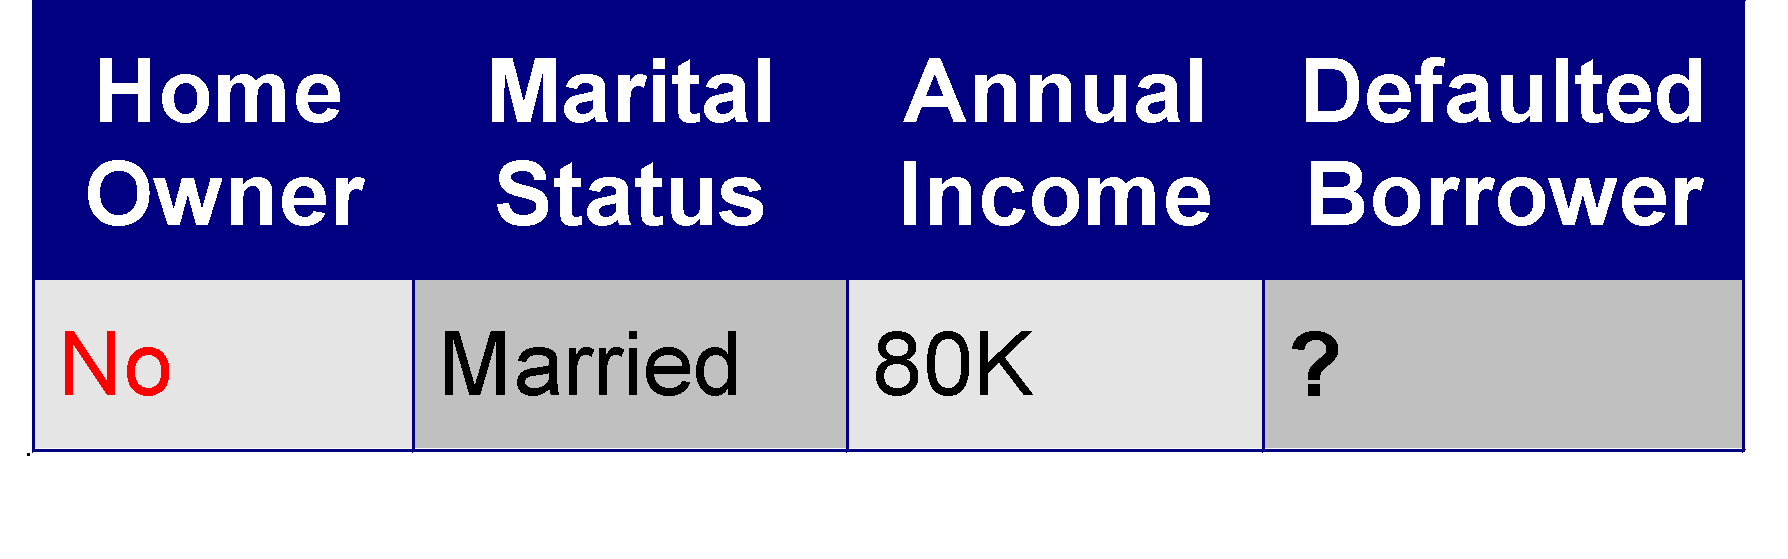 Home Owner Marital Status Annual Income Defaulted Borrower
No Married 80K ?